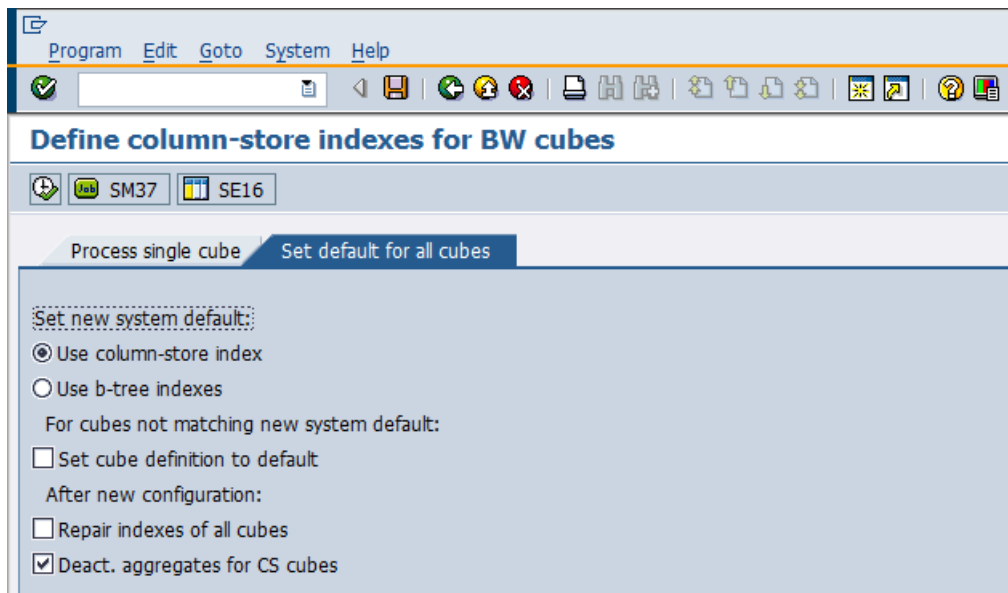 Program Edit Goto System Help
Define column-store indexes for BW cubes
Job SM37 SE16
Process single cube Set default for all cubes
Set new system default:
Use column-store index
Use b-tree indexes
For cubes not matching new system default:
Set cube definition to default
After new configuration:
Repair indexes of all cubes
Deact. aggregates for CS cubes